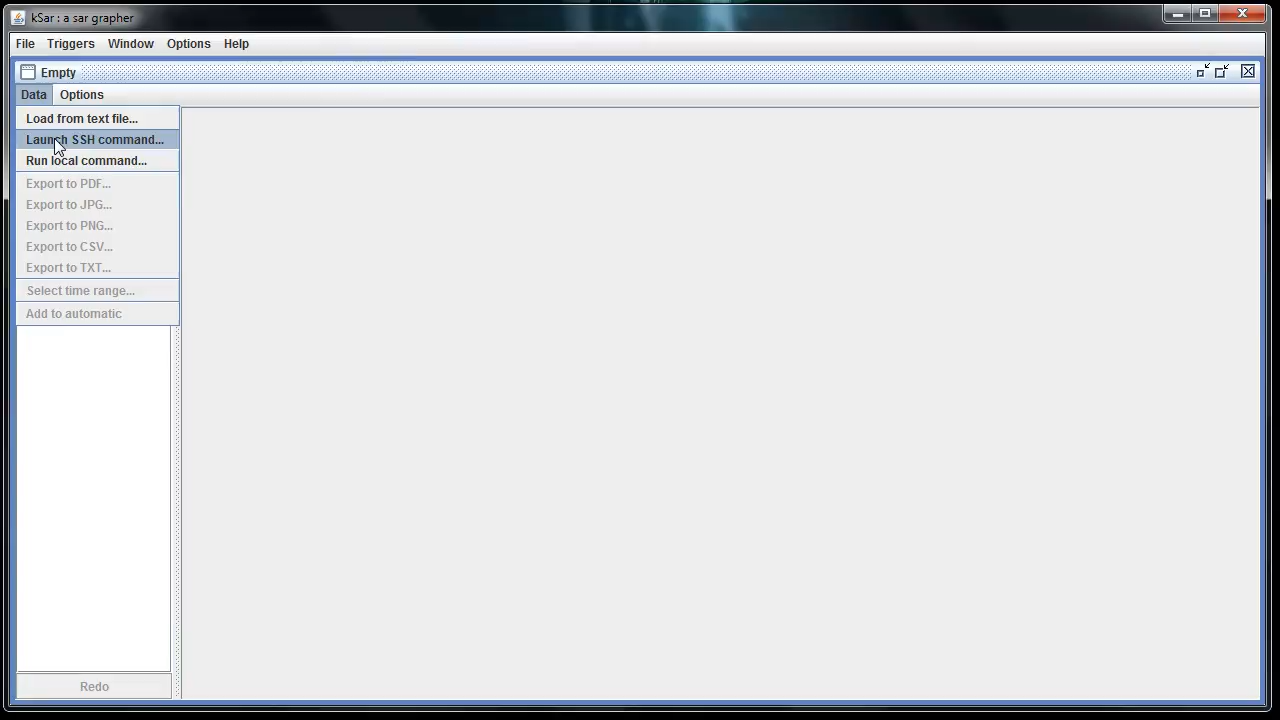 kSar : a sar grapher
File Triggers Window Options Help
Empty
Data Options
Load from text file...
Launch SSH command...
Run local command...
Export to PDF...
Export to JPG...
Export to PNG...
Export to CSV...
Export to TXT...
Select time range...
Add to automatic
Redo